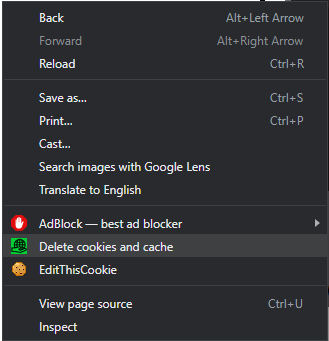 Back Alt+Left Arrow
Forward Alt+Right Arrow
Reload Ctrl+R
Save as... Ctrl+S
Print... Ctrl+P
Cast...
Search images with Google Lens
Translate to English
AdBlock — best ad blocker
Delete cookies and cache
EditThisCookie
View page source Ctrl+U
Inspect